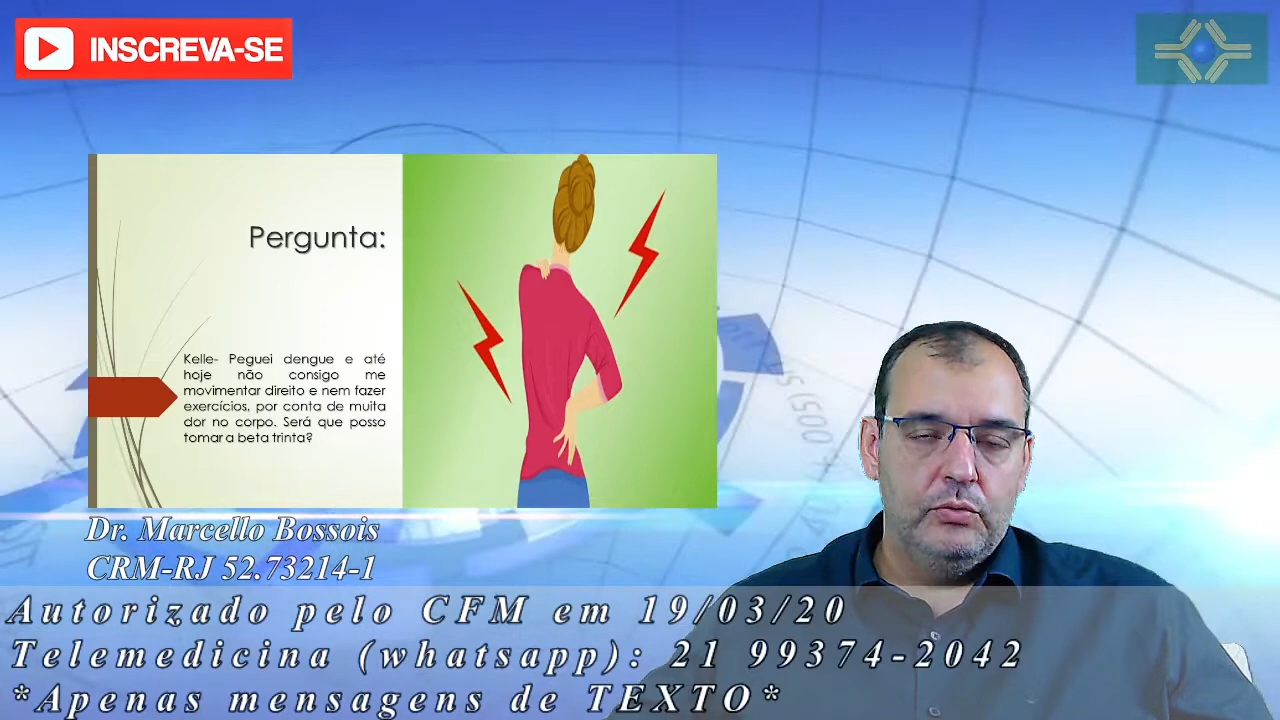 INSCREVA-SE
Pergunta:
Kelle- Peguei dengue e até
hoje não consigo me
movimentar direito e nem fazer
exercícios, por conta de muita
dor no corpo. Será que posso
tomar a beta trinta?
Dr. Marcello Bossois
CRM-RJ 52.73214-1
Autorizado pelo CFM em 19/03/20
Telemedicina (whatsapp): 21 99374-2042
*Apenas mensagens de TEXTO*